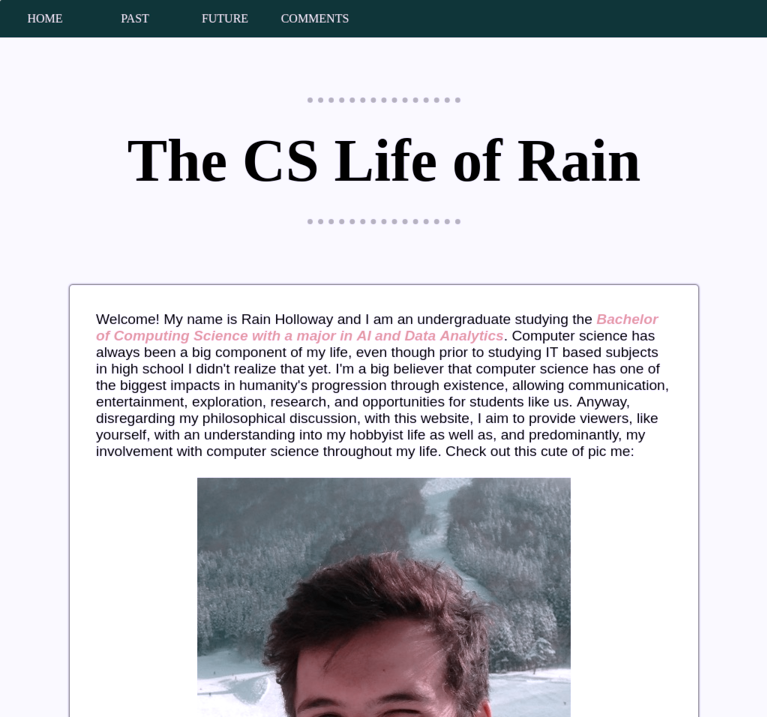 HOME PAST FUTURE COMMENTS
The CS Life of Rain
Welcome! My name is Rain Holloway and I am an undergraduate studying the Bachelor
of Computing Science with a major in AI and Data Analytics. Computer science has
always been a big component of my life, even though prior to studying IT based subjects
in high school I didn't realize that yet. I'm a big believer that computer science has one of
the biggest impacts in humanity's progression through existence, allowing communication,
entertainment, exploration, research, and opportunities for students like us. Anyway,
disregarding my philosophical discussion, with this website, I aim to provide viewers, like
yourself, with an understanding into my hobbyist life as well as, and predominantly, my
involvement with computer science throughout my life. Check out this cute of pic me: